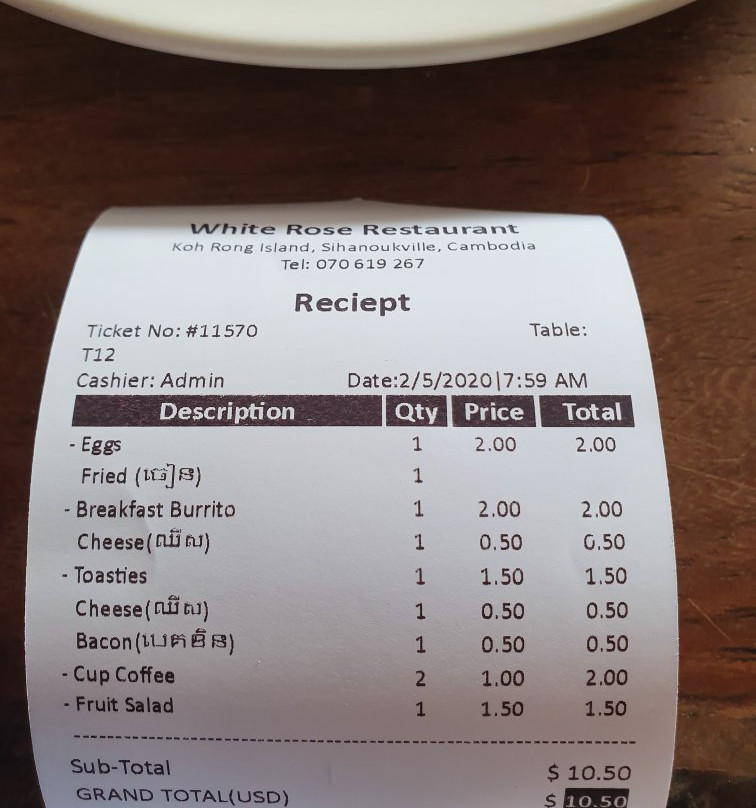 White Rose Restaurant
Koh Rong Island, Sihanoukville, Cambodia
Tel: 070 619 267
Reciept
Ticket No: #11570 Table:
T12
Cashier: Admin Date:2/5/2020|7:59 AM
Description Qty Price Total
- Eggs 1 2.00 2.00
Fried (ចៀន) 1
- Breakfast Burrito 1 2.00 2.00
Cheese(ឈីស) 1 0.50 0.50
- Toasties 1 1.50 1.50
Cheese(ឈីស) 1 0.50 0.50
Bacon(បេគខិន) 1 0.50 0.50
- Cup Coffee 2 1.00 2.00
- Fruit Salad 1 1.50 1.50
Sub-Total $ 10.50
GRAND TOTAL(USD) $ 10.50